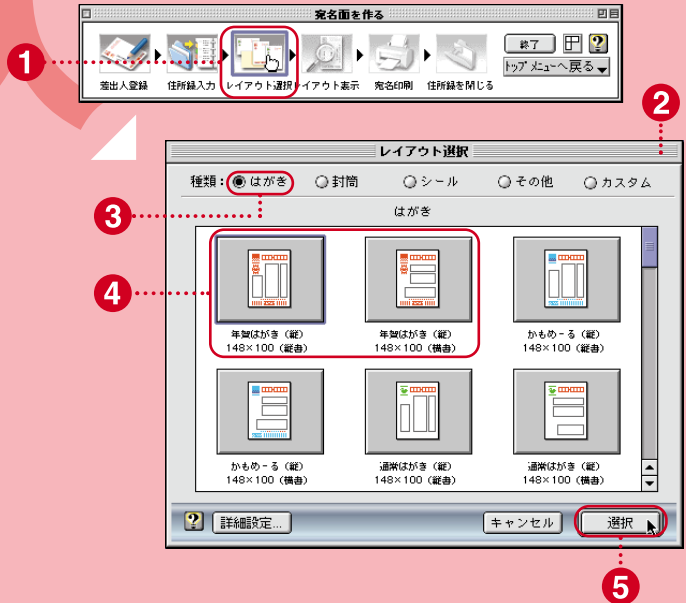 宛名面を作る
1
差出人登録
住所録入力
レイアウト選択
レイアウト表示
宛名印刷
住所録を閉じる
終了
?
トップメニューへ戻る
2
レイアウト選択
種類：
はがき
封筒
シール
その他
カスタム
3
はがき
4
年賀はがき（縦）
148×100（縦書）
年賀はがき（縦）
148×100（横書）
かもめーる（縦）
148×100（縦書）
かもめーる（縦）
148×100（横書）
通常はがき（縦）
148×100（縦書）
通常はがき（縦）
148×100（横書）
?
詳細設定...
キャンセル
選択
5